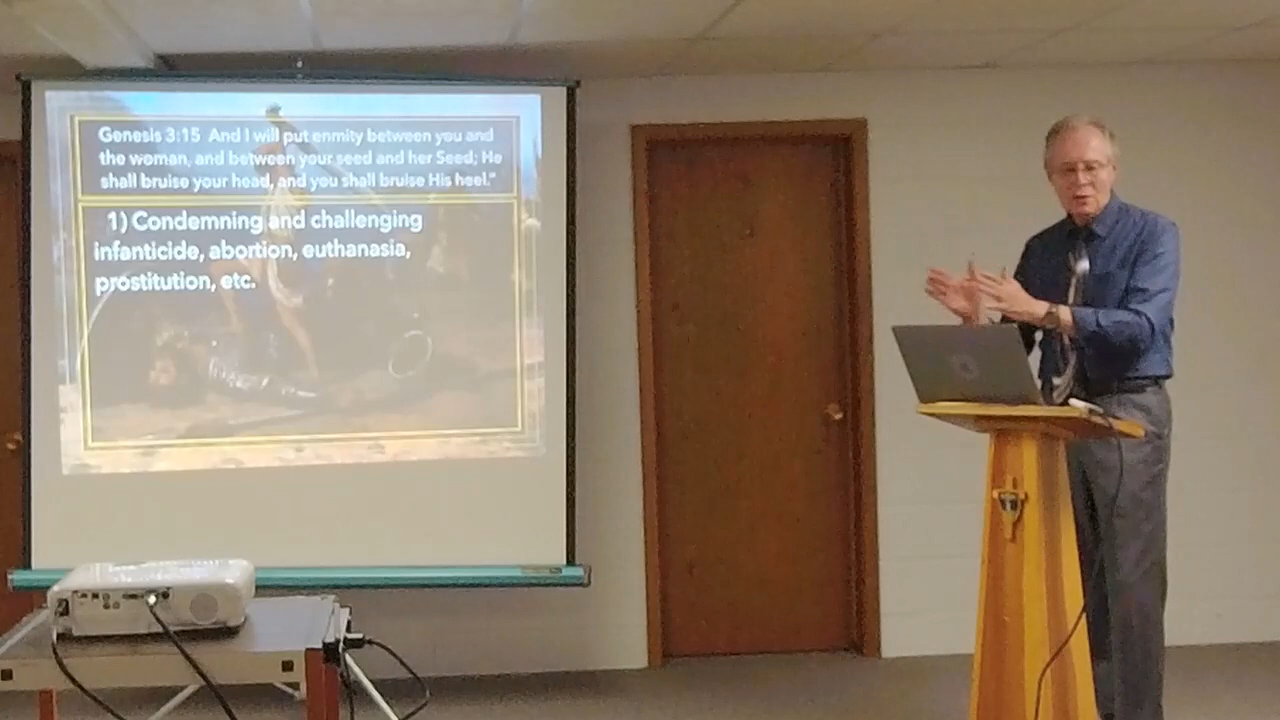 Genesis 3:15 And I will put enmity between you and
the woman, and between your seed and her Seed; He
shall bruise your head, and you shall bruise His heel."
1) Condemning and challenging
infanticide, abortion, euthanasia,
prostitution, etc.